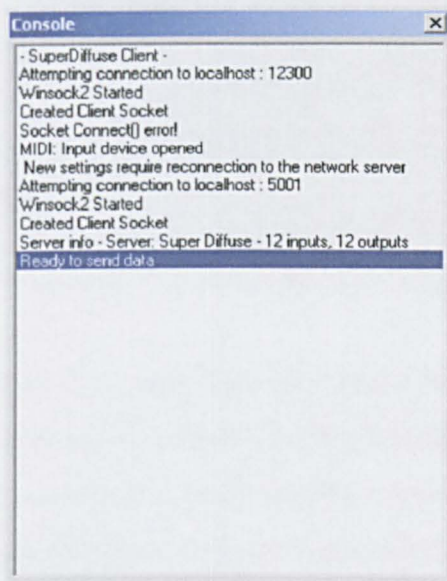 Console
- SuperDiffuse Client -
Attempting connection to localhost : 12300
Winsock2 Started
Created Client Socket
Socket Connect() error!
MIDI: Input device opened
New settings require reconnection to the network server
Attempting connection to localhost : 5001
Winsock2 Started
Created Client Socket
Server info - Server: Super Diffuse - 12 inputs, 12 outputs
Ready to send data